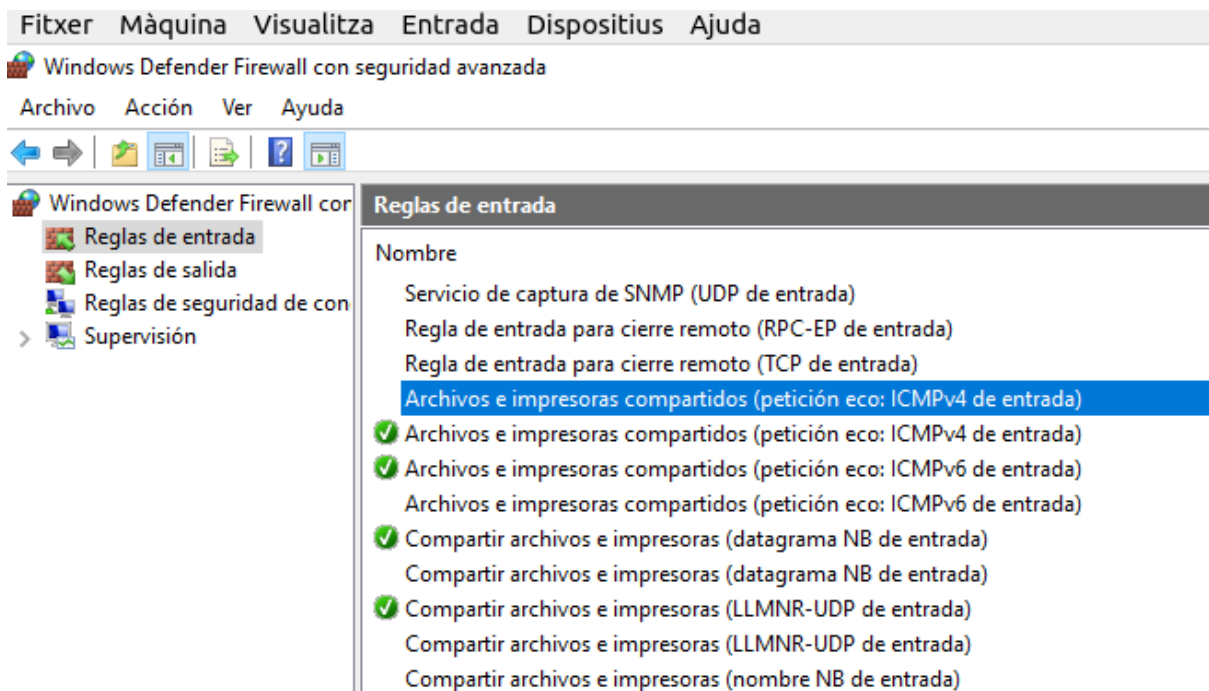 Fitxer Màquina Visualitza Entrada Dispositius Ajuda
Windows Defender Firewall con seguridad avanzada
Archivo Acción Ver Ayuda
Windows Defender Firewall con
Reglas de entrada
Reglas de salida
Reglas de seguridad de con
Supervisión
Reglas de entrada
Nombre
Servicio de captura de SNMP (UDP de entrada)
Regla de entrada para cierre remoto (RPC-EP de entrada)
Regla de entrada para cierre remoto (TCP de entrada)
Archivos e impresoras compartidos (petición eco: ICMPv4 de entrada)
Archivos e impresoras compartidos (petición eco: ICMPv4 de entrada)
Archivos e impresoras compartidos (petición eco: ICMPv6 de entrada)
Archivos e impresoras compartidos (petición eco: ICMPv6 de entrada)
Compartir archivos e impresoras (datagrama NB de entrada)
Compartir archivos e impresoras (datagrama NB de entrada)
Compartir archivos e impresoras (LLMNR-UDP de entrada)
Compartir archivos e impresoras (LLMNR-UDP de entrada)
Compartir archivos e impresoras (nombre NB de entrada)